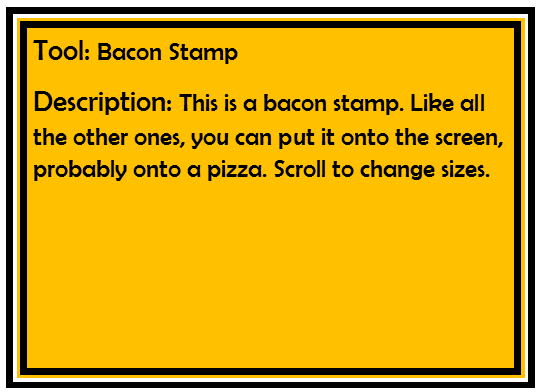 Tool: Bacon Stamp
Description: This is a bacon stamp. Like all
the other ones, you can put it onto the screen,
probably onto a pizza. Scroll to change sizes.